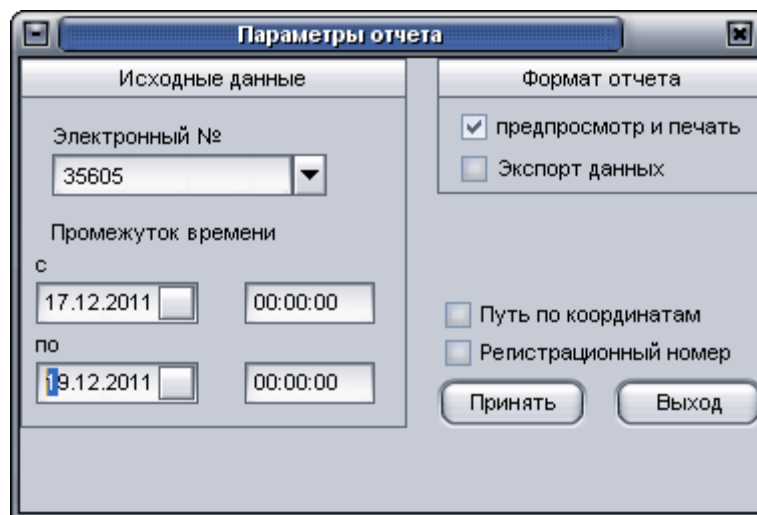 Параметры отчета
Исходные данные
Электронный №
35605
Промежуток времени
с
17.12.2011 00:00:00
по
19.12.2011 00:00:00
Формат отчета
предпросмотр и печать
Экспорт данных
Путь по координатам
Регистрационный номер
Принять Выход